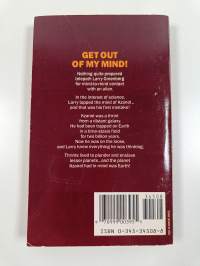 GET OUT
OF MY MIND!
Nothing quite prepared
telepath Larry Greenberg
for mind-to-mind contact
with an alien.
In the interest of science,
Larry tapped the mind of Kzanol...
and that was his first mistake!
Kzanol was a thrint
from a distant galaxy.
He had been trapped on Earth
in a time-stasis field
for two billion years.
Now he was on the loose,
and Larry knew everything he was thinking.
Thrints lived to plunder and enslave
lesser planets...and the planet
Kzanol had in mind was Earth!
34508
ISBN 0-345-34508-8